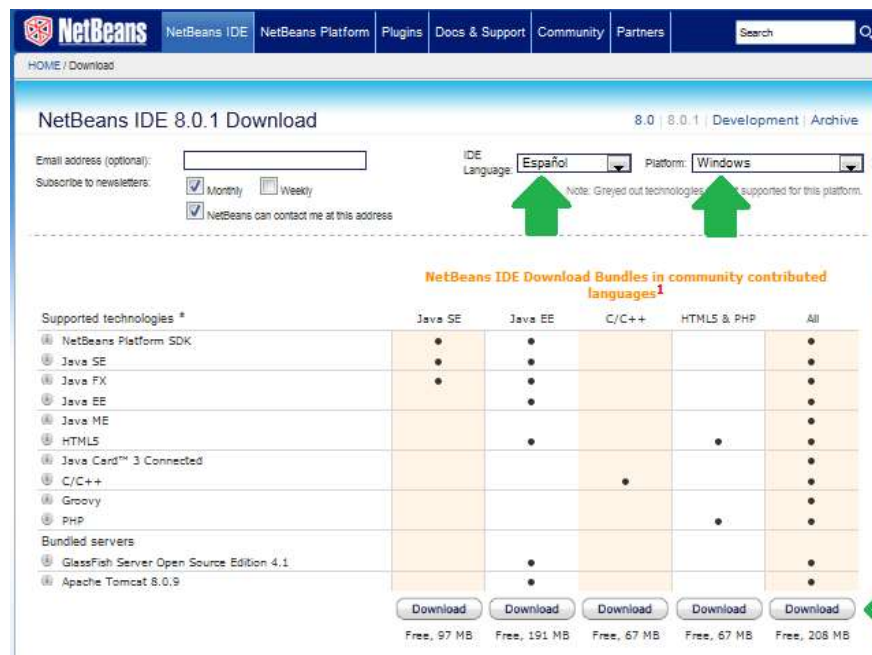 NetBeans NetBeans IDE NetBeans Platform Plugins Docs & Support Community Partners Search
HOME / Download
NetBeans IDE 8.0.1 Download 8.0 | 8.0.1 | Development | Archive
Email address (optional): IDE Language: Español Platform: Windows
Subscribe to newsletters: Monthly Weekly Note: Greyed out technologies supported for this platform.
NetBeans can contact me at this address
NetBeans IDE Download Bundles in community contributed
languages1
Supported technologies * Java SE Java EE C/C++ HTML5 & PHP All
NetBeans Platform SDK • • •
Java SE • • •
Java FX • • •
Java EE • •
Java ME •
HTML5 • • •
Java Card™ 3 Connected •
C/C++ • •
Groovy •
PHP • •
Bundled servers
GlassFish Server Open Source Edition 4.1 • •
Apache Tomcat 8.0.9 • •
Download Download Download Download Download
Free, 97 MB Free, 191 MB Free, 67 MB Free, 67 MB Free, 208 MB